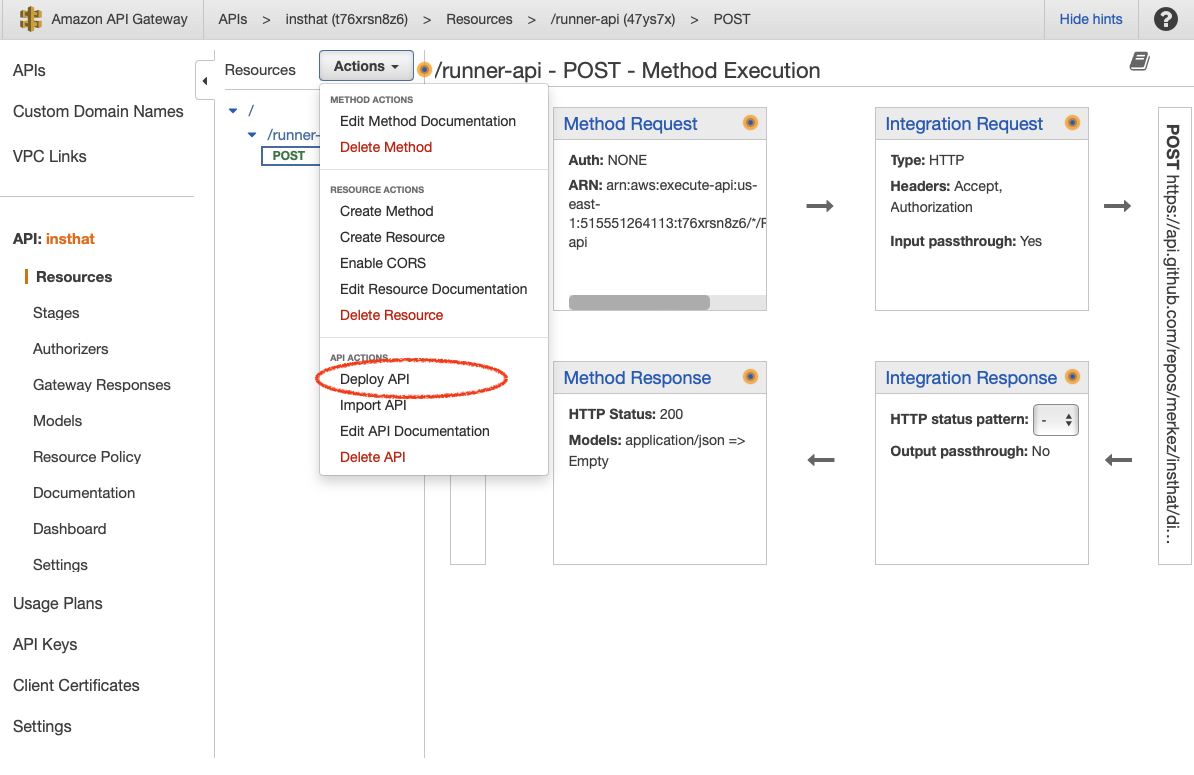 Amazon API Gateway
APIs > insthat (t76xrsn8z6) > Resources > /runner-api (47ys7x) > POST
Hide hints
?
APIs
Custom Domain Names
VPC Links
API: insthat
Resources
Stages
Authorizers
Gateway Responses
Models
Resource Policy
Documentation
Dashboard
Settings
Usage Plans
API Keys
Client Certificates
Settings
Resources
Actions
/
/runner-
POST
METHOD ACTIONS
Edit Method Documentation
Delete Method
RESOURCE ACTIONS
Create Method
Create Resource
Enable CORS
Edit Resource Documentation
Delete Resource
API ACTIONS
Deploy API
Import API
Edit API Documentation
Delete API
/runner-api - POST - Method Execution
Method Request
Auth: NONE
ARN: arn:aws:execute-api:us-
east-
1:515551264113:t76xrsn8z6/*/P
api
Integration Request
Type: HTTP
Headers: Accept,
Authorization
Input passthrough: Yes
POST https://api.github.com/repos/merkez/insthat/di...
Method Response
HTTP Status: 200
Models: application/json =>
Empty
Integration Response
HTTP status pattern: -
Output passthrough: No